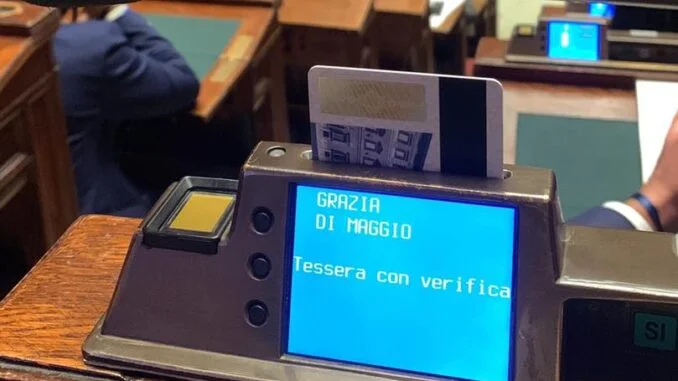 GRAZIA
DI MAGGIO
Tessera con verifica
SI